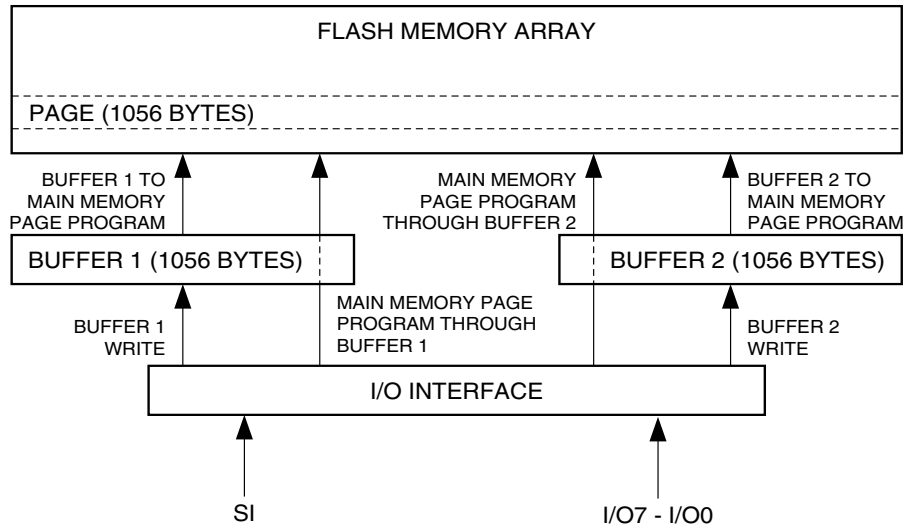 FLASH MEMORY ARRAY
PAGE (1056 BYTES)
BUFFER 1 TO
MAIN MEMORY
PAGE PROGRAM
MAIN MEMORY
PAGE PROGRAM
THROUGH BUFFER 2
BUFFER 2 TO
MAIN MEMORY
PAGE PROGRAM
BUFFER 1 (1056 BYTES)
BUFFER 2 (1056 BYTES)
BUFFER 1
WRITE
MAIN MEMORY PAGE
PROGRAM THROUGH
BUFFER 1
BUFFER 2
WRITE
I/O INTERFACE
SI
I/O7 - I/O0